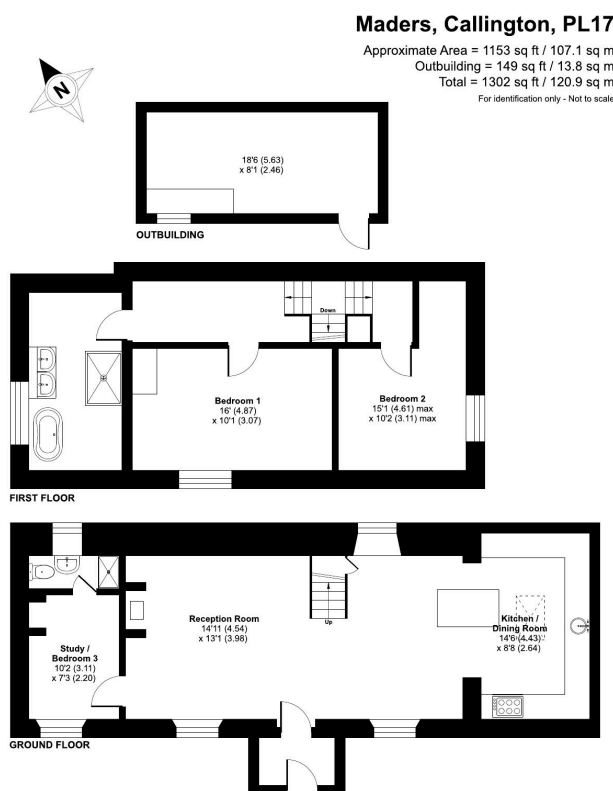 Maders, Callington, PL17
Approximate Area = 1153 sq ft / 107.1 sq m
Outbuilding = 149 sq ft / 13.8 sq m
Total = 1302 sq ft / 120.9 sq m
For identification only - Not to scale
N
18'6 (5.63)
x 8'1 (2.46)
OUTBUILDING
Down
Bedroom 1
16' (4.87)
x 10'1 (3.07)
Bedroom 2
15'1 (4.61) max
x 10'2 (3.11) max
FIRST FLOOR
Reception Room
14'11 (4.54)
x 13'1 (3.98)
Up
Kitchen /
Dining Room
14'6 (4.43)
x 8'8 (2.64)
Study /
Bedroom 3
10'2 (3.11)
x 7'3 (2.20)
GROUND FLOOR